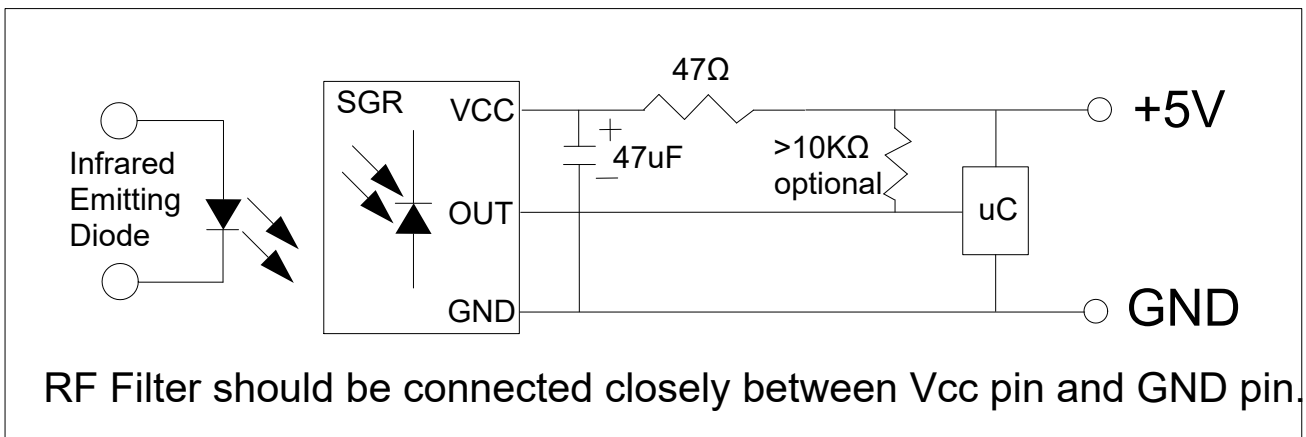 47Ω
SGR
VCC
+5V
+
47uF
>10KΩ
optional
Infrared
Emitting
Diode
OUT
uC
GND
GND
RF Filter should be connected closely between Vcc pin and GND pin.